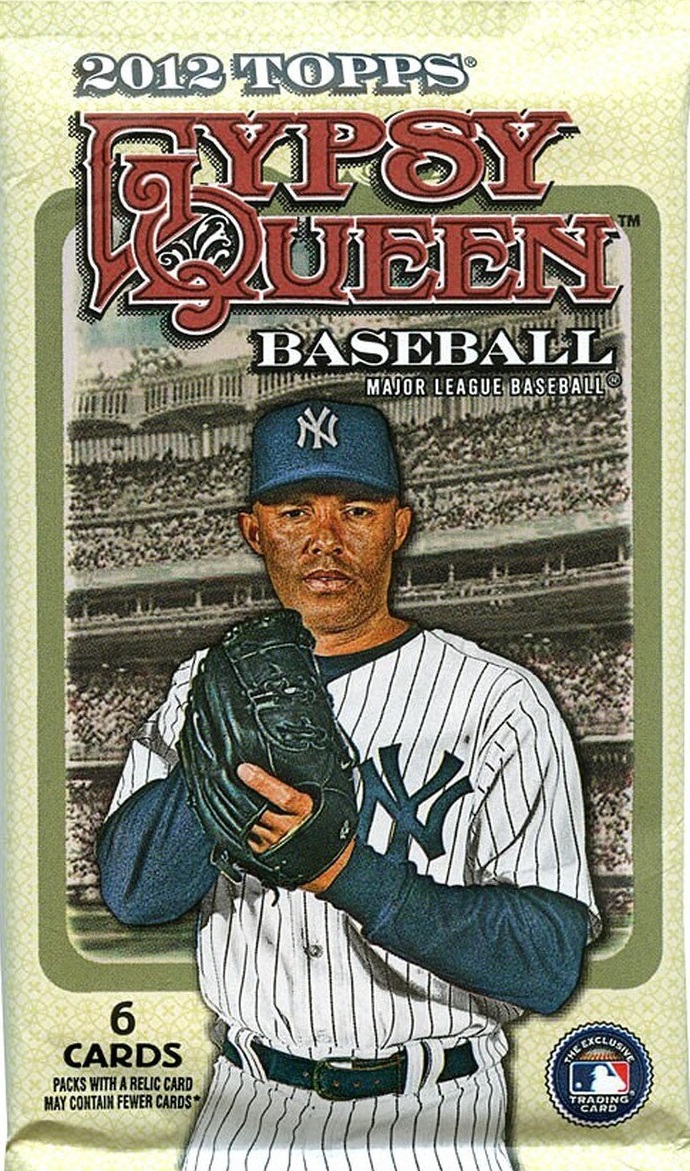 2012 TOPPS®
GYPSY
QUEEN™
BASEBALL
MAJOR LEAGUE BASEBALL®
NY
NY
6
CARDS
PACKS WITH A RELIC CARD
MAY CONTAIN FEWER CARDS*
THE EXCLUSIVE
TRADING
CARD